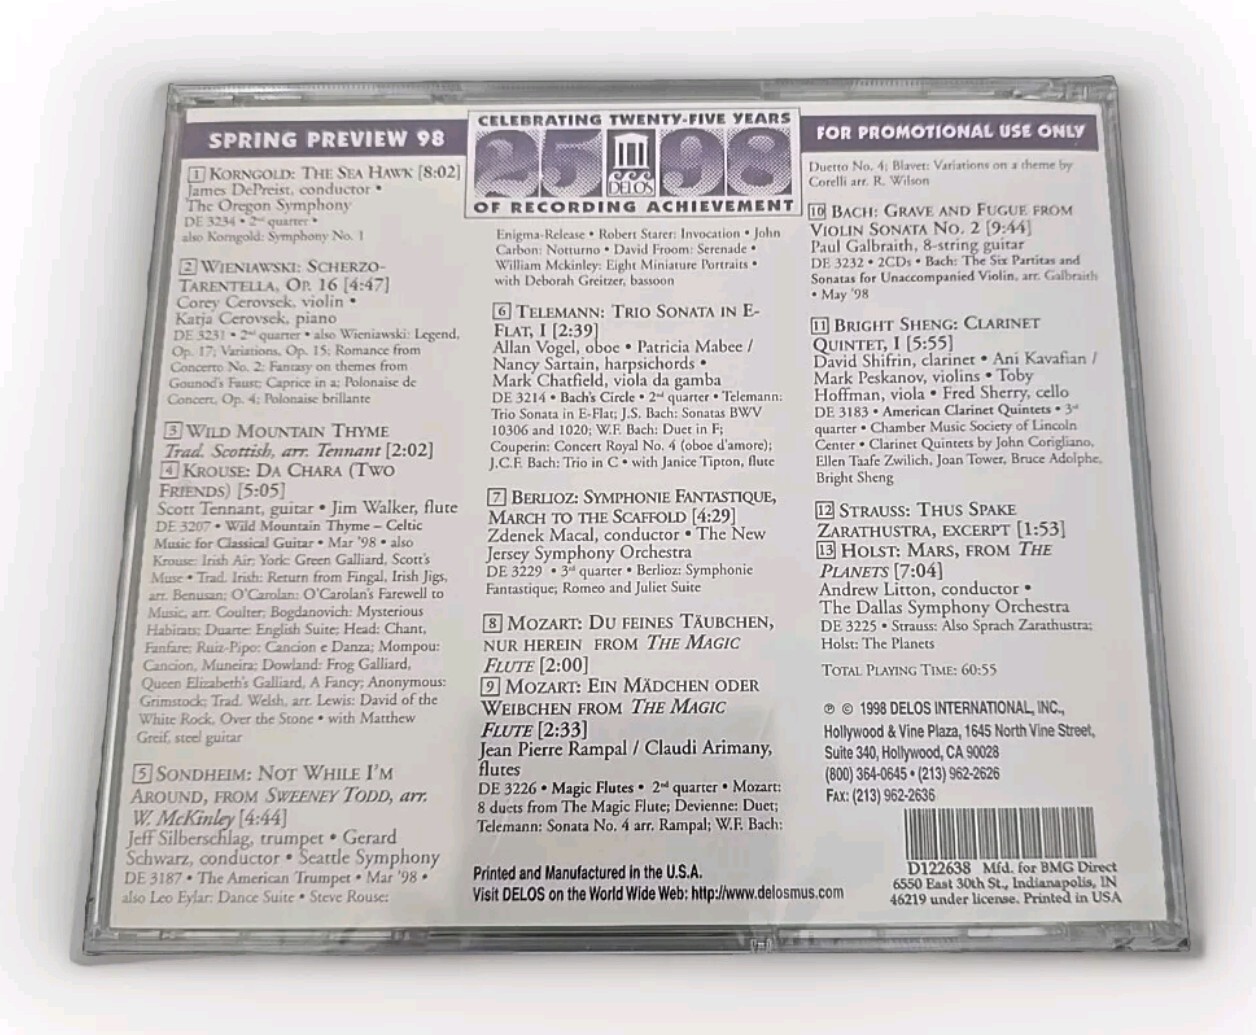 SPRING PREVIEW 98
1 KORNGOLD: THE SEA HAWK [8:02]
James DePreist, conductor •
The Oregon Symphony
DE 3234 • 2nd quarter •
also Korngold: Symphony No. 1
2 WIENIAWSKI: SCHERZO-
TARENTELLA, OP. 16 [4:47]
Corey Cerovsek, violin •
Katja Cerovsek, piano
DE 3231 • 2nd quarter • also Wieniawski: Legend,
Op. 17; Variations, Op. 15; Romance from
Concerto No. 2; Fantasy on themes from
Gounod's Faust; Caprice in a; Polonaise de
Concert, Op. 4; Polonaise brillante
3 WILD MOUNTAIN THYME
Trad. Scottish, arr. Tennant [2:02]
4 KROUSE: DA CHARA (TWO
FRIENDS) [5:05]
Scott Tennant, guitar • Jim Walker, flute
DE 3207 • Wild Mountain Thyme – Celtic
Music for Classical Guitar • Mar '98 • also
Krouse: Irish Air; York: Green Galliard, Scott's
Muse • Trad. Irish: Return from Fingal, Irish Jigs,
arr. Benusan; O'Carolan: O'Carolan's Farewell to
Music, arr. Coulter; Bogdanovich: Mysterious
Habitats; Duarte: English Suite; Head: Chant,
Fanfare; Ruiz-Pipo: Cancion e Danza; Mompou:
Cancion, Muneira; Dowland: Frog Galliard,
Queen Elizabeth's Galliard, A Fancy; Anonymous:
Grimstock; Trad. Welsh, arr. Lewis: David of the
White Rock, Over the Stone • with Matthew
Greif, steel guitar
5 SONDHEIM: NOT WHILE I'M
AROUND, FROM SWEENEY TODD, arr.
W. McKinley [4:44]
Jeff Silberschlag, trumpet • Gerard
Schwarz, conductor • Seattle Symphony
DE 3187 • The American Trumpet • Mar '98 •
also Leo Eylar: Dance Suite • Steve Rouse:
CELEBRATING TWENTY-FIVE YEARS
25 DELOS 98
OF RECORDING ACHIEVEMENT
Enigma-Release • Robert Starer: Invocation • John
Carbon: Notturno • David Froom: Serenade •
William Mckinley: Eight Miniature Portraits •
with Deborah Greitzer, bassoon
6 TELEMANN: TRIO SONATA IN E-
FLAT, I [2:39]
Allan Vogel, oboe • Patricia Mabee /
Nancy Sartain, harpsichords •
Mark Chatfield, viola da gamba
DE 3214 • Bach's Circle • 2nd quarter • Telemann:
Trio Sonata in E-Flat; J.S. Bach: Sonatas BWV
10306 and 1020; W.F. Bach: Duet in F;
Couperin: Concert Royal No. 4 (oboe d'amore);
J.C.F. Bach: Trio in C • with Janice Tipton, flute
7 BERLIOZ: SYMPHONIE FANTASTIQUE,
MARCH TO THE SCAFFOLD [4:29]
Zdenek Macal, conductor • The New
Jersey Symphony Orchestra
DE 3229 • 3rd quarter • Berlioz: Symphonie
Fantastique; Romeo and Juliet Suite
8 MOZART: DU FEINES TÄUBCHEN,
NUR HEREIN FROM THE MAGIC
FLUTE [2:00]
9 MOZART: EIN MÄDCHEN ODER
WEIBCHEN FROM THE MAGIC
FLUTE [2:33]
Jean Pierre Rampal / Claudi Arimany,
flutes
DE 3226 • Magic Flutes • 2nd quarter • Mozart:
8 duets from The Magic Flute; Devienne: Duet;
Telemann: Sonata No. 4 arr. Rampal; W.F. Bach:
Printed and Manufactured in the U.S.A.
Visit DELOS on the World Wide Web: http://www.delosmus.com
FOR PROMOTIONAL USE ONLY
Duetto No. 4; Blavet: Variations on a theme by
Corelli arr. R. Wilson
10 BACH: GRAVE AND FUGUE FROM
VIOLIN SONATA NO. 2 [9:44]
Paul Galbraith, 8-string guitar
DE 3232 • 2CDs • Bach: The Six Partitas and
Sonatas for Unaccompanied Violin, arr. Galbraith
• May '98
11 BRIGHT SHENG: CLARINET
QUINTET, I [5:55]
David Shifrin, clarinet • Ani Kavafian /
Mark Peskanov, violins • Toby
Hoffman, viola • Fred Sherry, cello
DE 3183 • American Clarinet Quintets • 3rd
quarter • Chamber Music Society of Lincoln
Center • Clarinet Quintets by John Corigliano,
Ellen Taafe Zwilich, Joan Tower, Bruce Adolphe,
Bright Sheng
12 STRAUSS: THUS SPAKE
ZARATHUSTRA, EXCERPT [1:53]
13 HOLST: MARS, FROM THE
PLANETS [7:04]
Andrew Litton, conductor •
The Dallas Symphony Orchestra
DE 3225 • Strauss: Also Sprach Zarathustra;
Holst: The Planets
TOTAL PLAYING TIME: 60:55
℗ © 1998 DELOS INTERNATIONAL, INC.,
Hollywood & Vine Plaza, 1645 North Vine Street,
Suite 340, Hollywood, CA 90028
(800) 364-0645 • (213) 962-2626
FAX: (213) 962-2636
D122638 Mfd. for BMG Direct
6550 East 30th St., Indianapolis, IN
46219 under license. Printed in USA